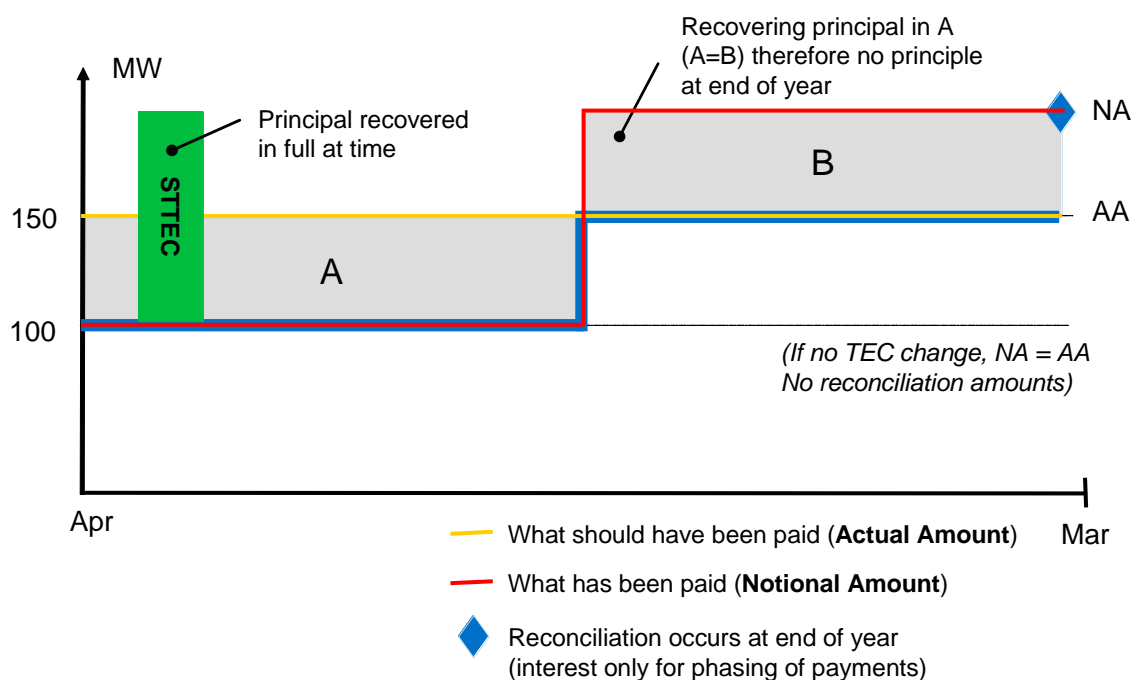 Recovering principal in A
(A=B) therefore no principle
at end of year
MW
NA
Principal recovered
in full at time
STTEC
B
150
AA
A
100
(If no TEC change, NA = AA
No reconciliation amounts)
Apr
Mar
What should have been paid (Actual Amount)
What has been paid (Notional Amount)
Reconciliation occurs at end of year
(interest only for phasing of payments)